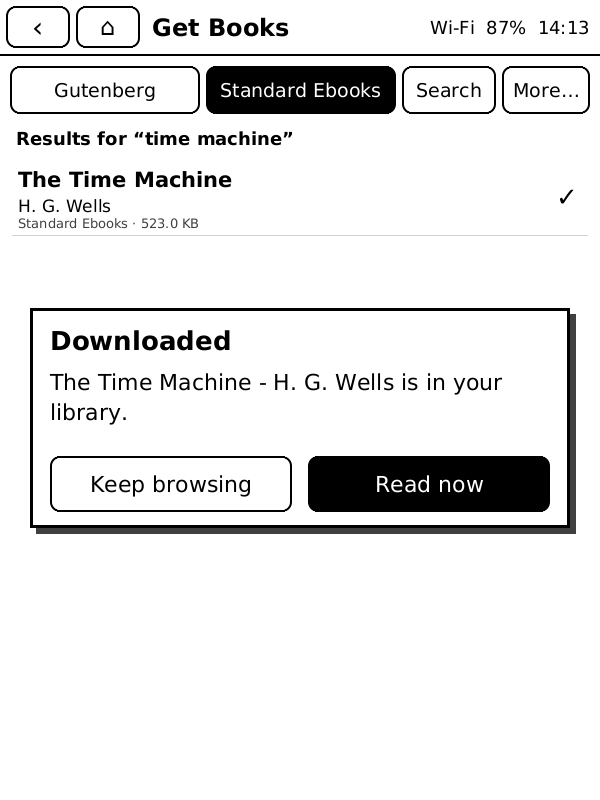 ‹ ⌂ Get Books Wi-Fi 87% 14:13
Gutenberg Standard Ebooks Search More...
Results for “time machine”
The Time Machine
H. G. Wells
✓
Standard Ebooks · 523.0 KB
Downloaded
The Time Machine - H. G. Wells is in your
library.
Keep browsing Read now